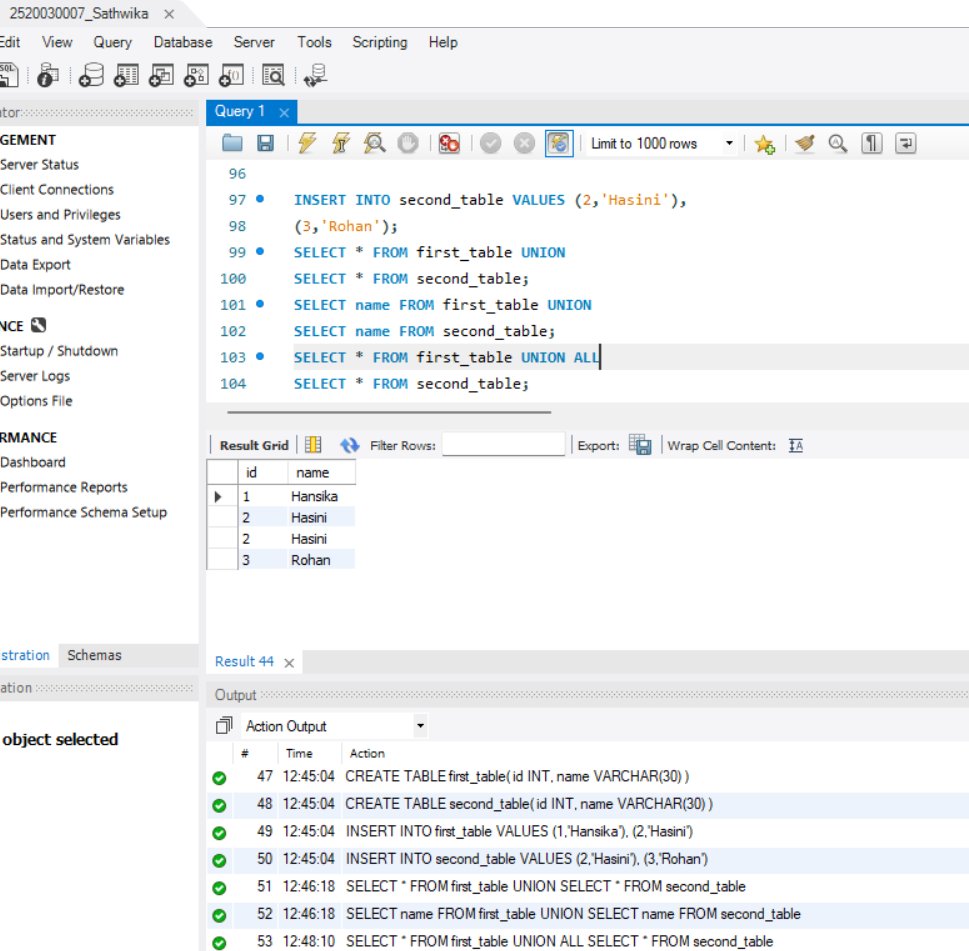 2520030007_Sathwika ×
Edit View Query Database Server Tools Scripting Help
SQL
Query 1 ×
Limit to 1000 rows
GEMENT
Server Status
Client Connections
Users and Privileges
Status and System Variables
Data Export
Data Import/Restore
NCE
Startup / Shutdown
Server Logs
Options File
RMANCE
Dashboard
Performance Reports
Performance Schema Setup
stration Schemas
ation
object selected
96
97 INSERT INTO second_table VALUES (2,'Hasini'),
98 (3,'Rohan');
99 SELECT * FROM first_table UNION
100 SELECT * FROM second_table;
101 SELECT name FROM first_table UNION
102 SELECT name FROM second_table;
103 SELECT * FROM first_table UNION ALL
104 SELECT * FROM second_table;
Result Grid Filter Rows: Export: Wrap Cell Content: IA
id name
1 Hansika
2 Hasini
2 Hasini
3 Rohan
Result 44 ×
Output
Action Output
# Time Action
47 12:45:04 CREATE TABLE first_table( id INT, name VARCHAR(30) )
48 12:45:04 CREATE TABLE second_table( id INT, name VARCHAR(30) )
49 12:45:04 INSERT INTO first_table VALUES (1,'Hansika'), (2,'Hasini')
50 12:45:04 INSERT INTO second_table VALUES (2,'Hasini'), (3,'Rohan')
51 12:46:18 SELECT * FROM first_table UNION SELECT * FROM second_table
52 12:46:18 SELECT name FROM first_table UNION SELECT name FROM second_table
53 12:48:10 SELECT * FROM first_table UNION ALL SELECT * FROM second_table